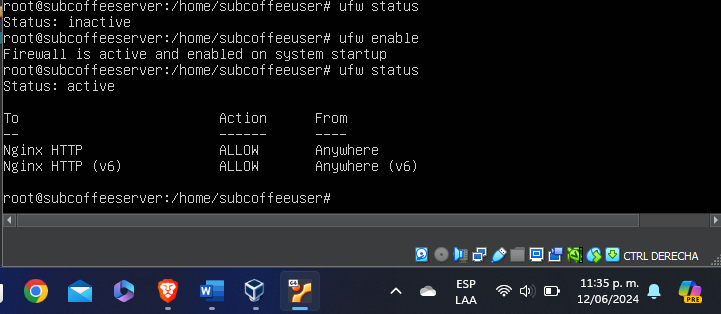 root@subcoffeeserver:/home/subcoffeeuser# ufw status
Status: inactive
root@subcoffeeserver:/home/subcoffeeuser# ufw enable
Firewall is active and enabled on system startup
root@subcoffeeserver:/home/subcoffeeuser# ufw status
Status: active
To Action From
-- ------ ----
Nginx HTTP ALLOW Anywhere
Nginx HTTP (v6) ALLOW Anywhere (v6)
root@subcoffeeserver:/home/subcoffeeuser#
CTRL DERECHA
ESP 11:35 p. m.
LAA 12/06/2024
PRE